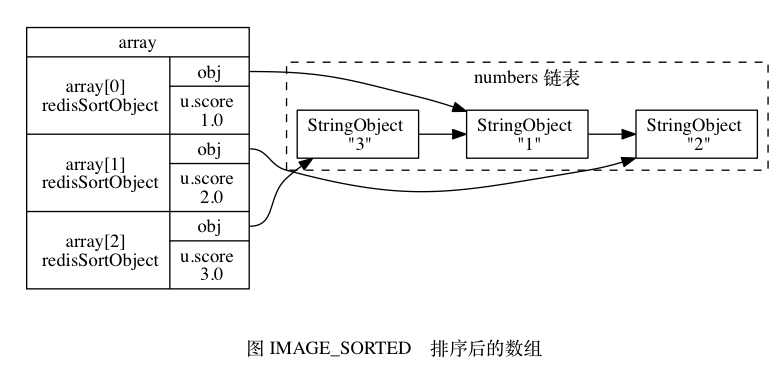 array
array[0]
redisSortObject
obj
u.score
1.0
array[1]
redisSortObject
obj
u.score
2.0
array[2]
redisSortObject
obj
u.score
3.0
numbers 链表
StringObject
"3"
StringObject
"1"
StringObject
"2"
图 IMAGE_SORTED 排序后的数组